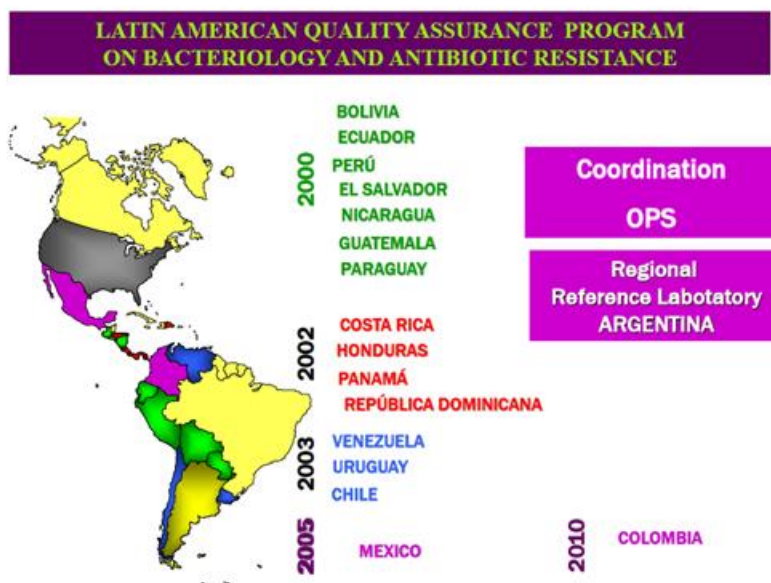 LATIN AMERICAN QUALITY ASSURANCE PROGRAM
ON BACTERIOLOGY AND ANTIBIOTIC RESISTANCE
2000
BOLIVIA
ECUADOR
PERÚ
EL SALVADOR
NICARAGUA
GUATEMALA
PARAGUAY
Coordination
OPS
Regional
Reference Labotatory
ARGENTINA
2002
COSTA RICA
HONDURAS
PANAMÁ
REPÚBLICA DOMINICANA
2003
VENEZUELA
URUGUAY
CHILE
2005
MEXICO
2010
COLOMBIA